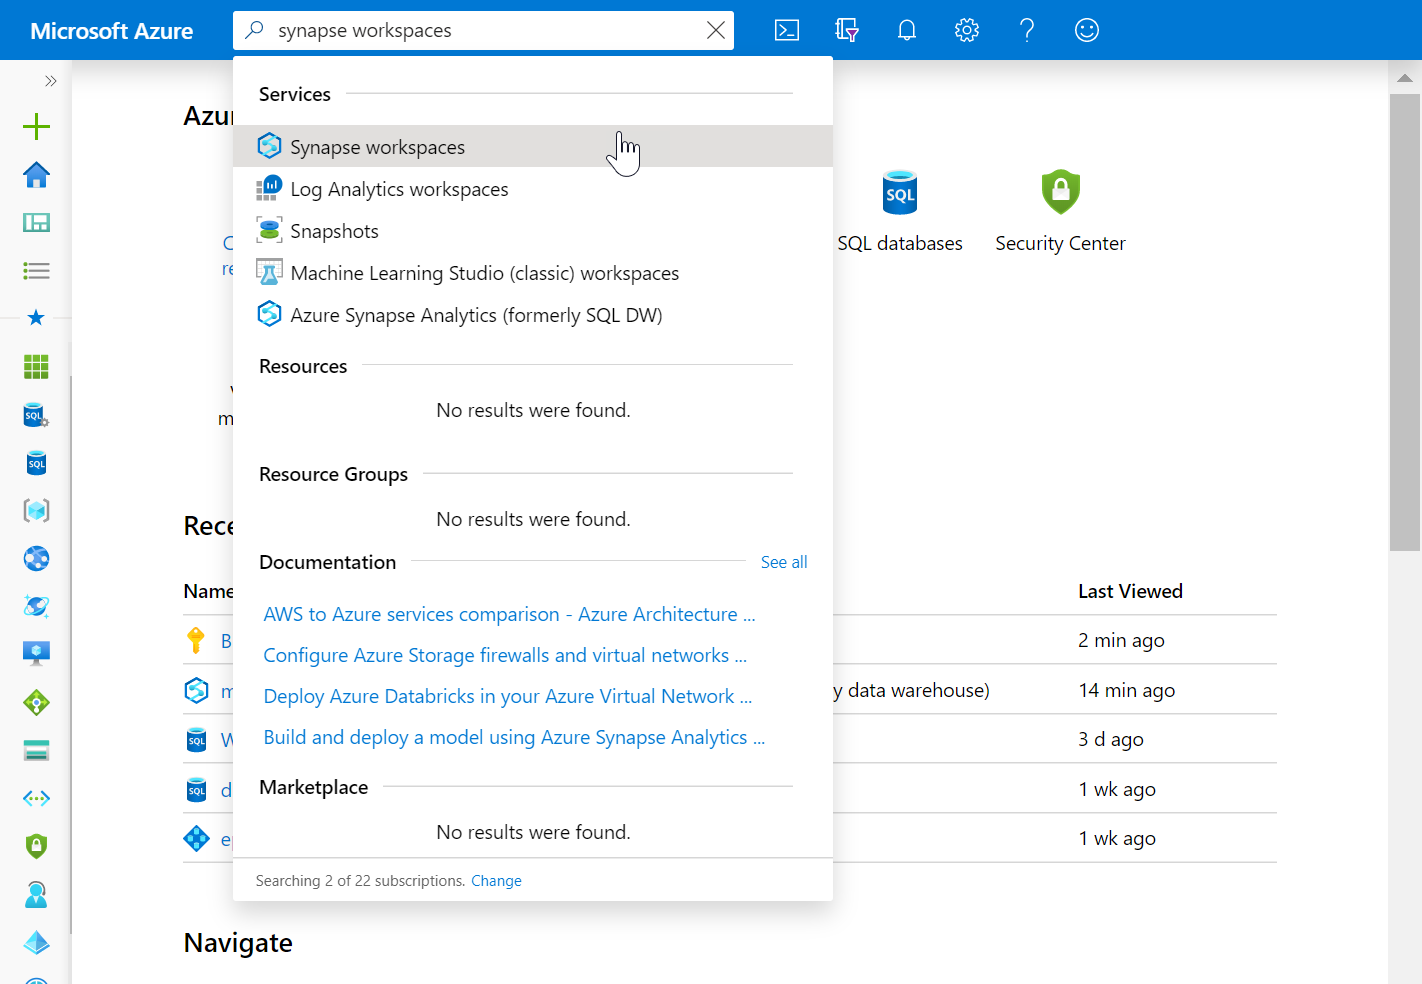 Microsoft Azure
synapse workspaces
Services
Synapse workspaces
Log Analytics workspaces
Snapshots
Machine Learning Studio (classic) workspaces
Azure Synapse Analytics (formerly SQL DW)
Resources
No results were found.
Resource Groups
No results were found.
Documentation See all
AWS to Azure services comparison - Azure Architecture ...
Configure Azure Storage firewalls and virtual networks ...
Deploy Azure Databricks in your Azure Virtual Network ...
Build and deploy a model using Azure Synapse Analytics ...
Marketplace
No results were found.
Searching 2 of 22 subscriptions. Change
SQL
SQL databases
Security Center
Name
Last Viewed
B
2 min ago
y data warehouse)
14 min ago
SQL W
3 d ago
SQL d
1 wk ago
1 wk ago
Navigate
SQL
SQL